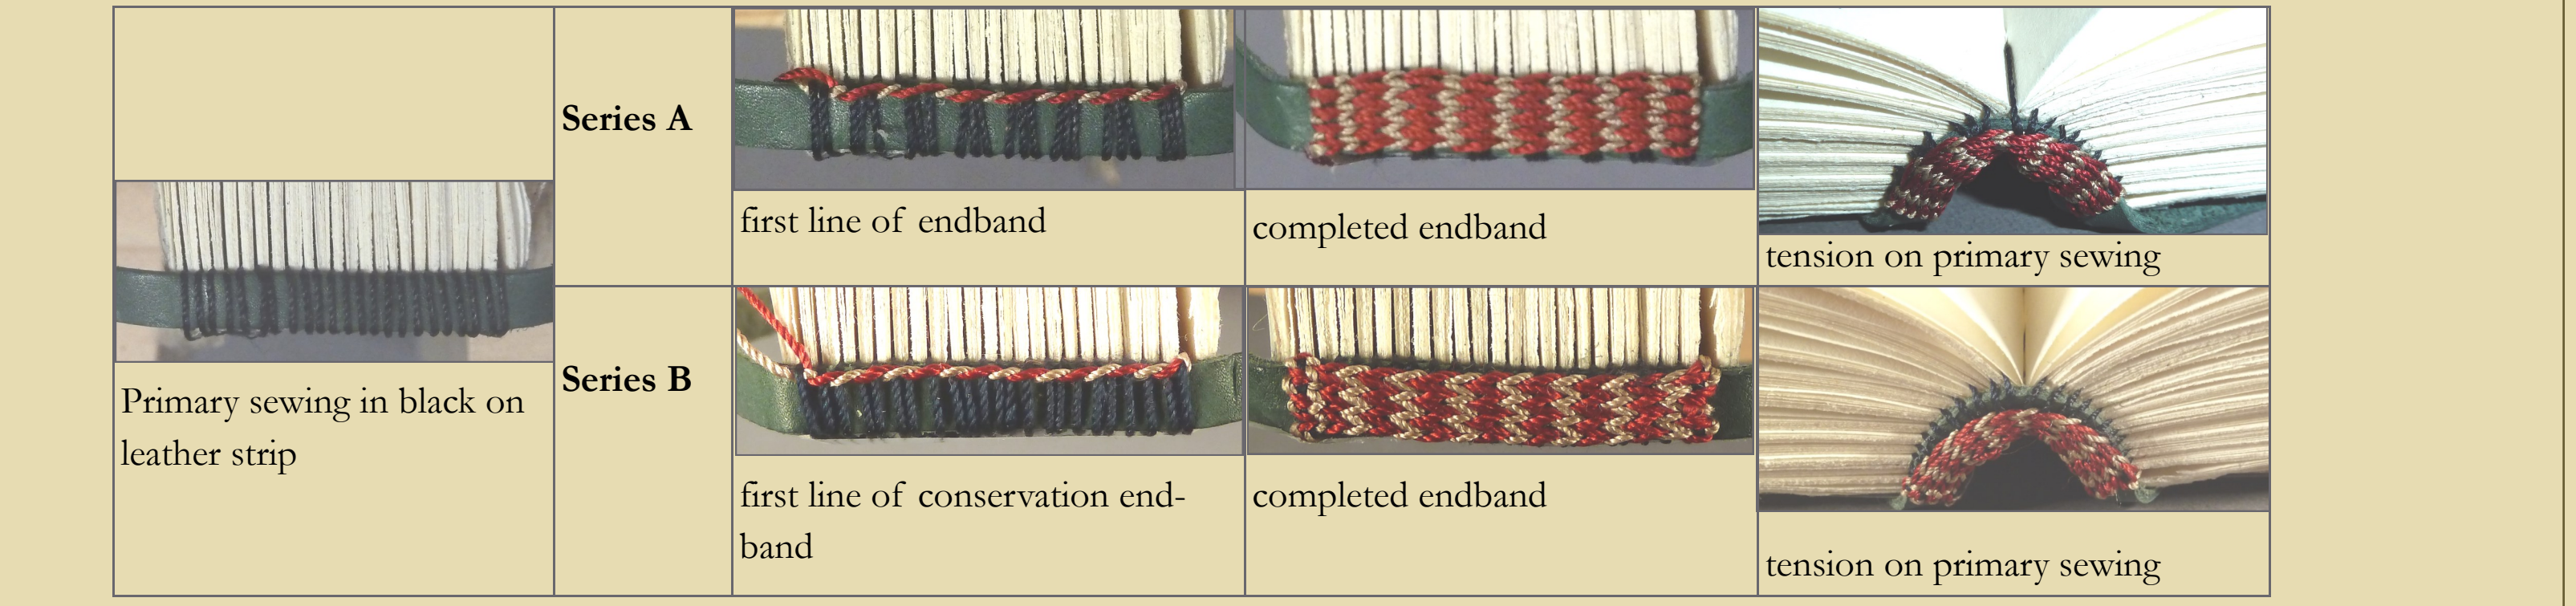 Primary sewing in black on
leather strip
Series A
first line of endband
completed endband
tension on primary sewing
Series B
first line of conservation end-
band
completed endband
tension on primary sewing